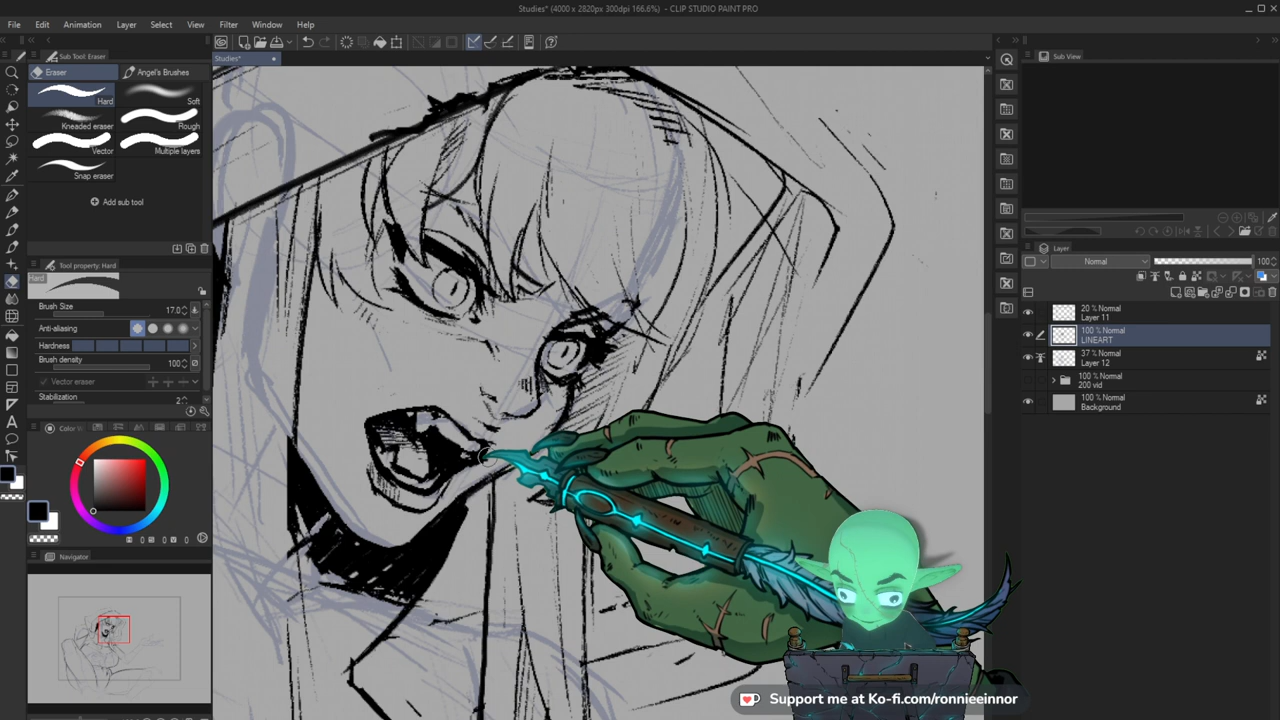 Studies* (4000 x 2820px 300dpi 166.6%) - CLIP STUDIO PAINT PRO
File Edit Animation Layer Select View Filter Window Help
Sub Tool: Eraser
Studies*
Sub View
Eraser
Angel's Brushes
Hard
Soft
Kneaded eraser
Rough
Vector
Multiple layers
Snap eraser
Add sub tool
Tool property: Hard
Hard
Brush Size 17.0
Anti-aliasing
Hardness
Brush density 100
Vector eraser
Stabilization 2
Navigator
Layer
Normal 100
20 % Normal
Layer 11
100 % Normal
LINEART
37 % Normal
Layer 12
100 % Normal
200 vid
100 % Normal
Background
Support me at Ko-fi.com/ronnieeinnor